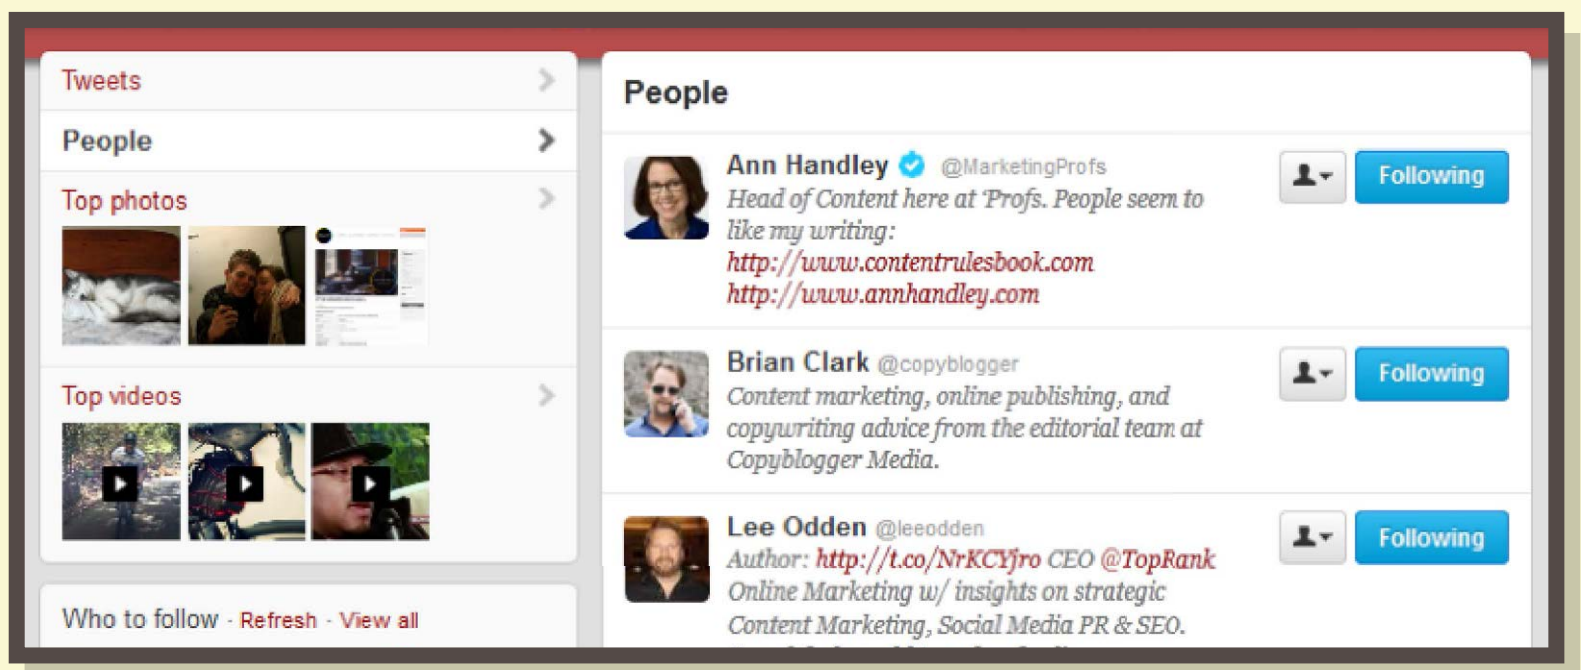 Tweets
People
Top photos
Top videos
Who to follow - Refresh - View all
People
Ann Handley @MarketingProfs
Following
Head of Content here at 'Profs. People seem to
like my writing:
http://www.contentrulesbook.com
http://www.annhandley.com
Brian Clark @copyblogger
Following
Content marketing, online publishing, and
copywriting advice from the editorial team at
Copyblogger Media.
Lee Odden @leeodden
Following
Author: http://t.co/NrKCYjro CEO @TopRank
Online Marketing w/ insights on strategic
Content Marketing, Social Media PR & SEO.